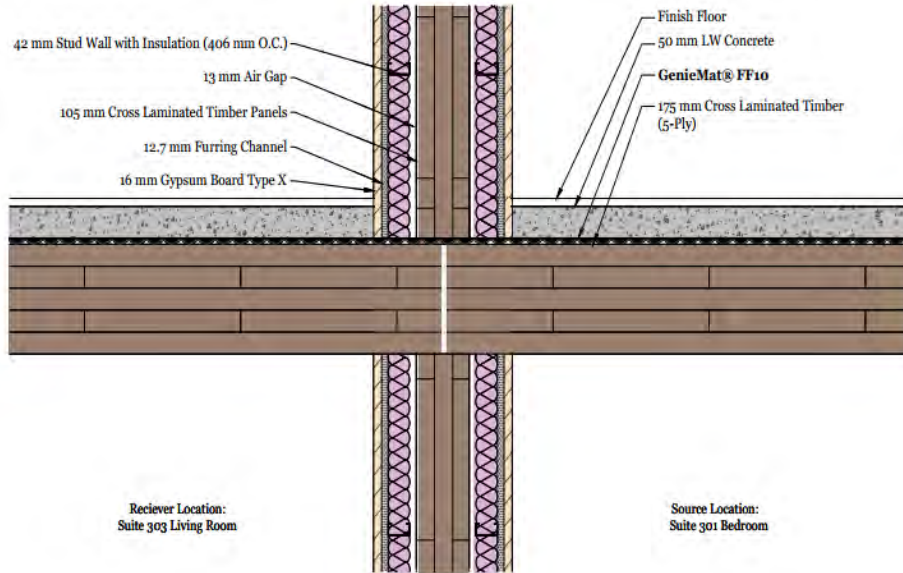 42 mm Stud Wall with Insulation (406 mm O.C.)
13 mm Air Gap
105 mm Cross Laminated Timber Panels
12.7 mm Furring Channel
16 mm Gypsum Board Type X
Finish Floor
50 mm LW Concrete
GenieMat® FF10
175 mm Cross Laminated Timber
(5-Ply)
Reciever Location:
Suite 303 Living Room
Source Location:
Suite 301 Bedroom